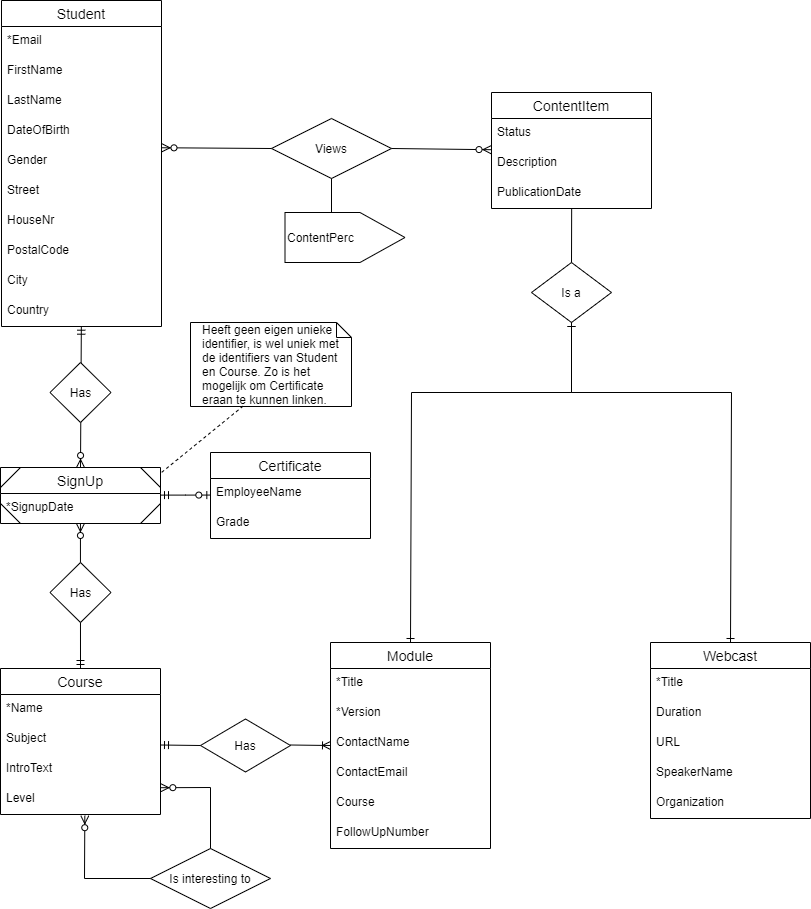 Student
*Email
FirstName
LastName
DateOfBirth
Gender
Street
HouseNr
PostalCode
City
Country
Views
ContentPerc
ContentItem
Status
Description
PublicationDate
Is a
Has
Heeft geen eigen unieke
identifier, is wel uniek met
de identifiers van Student
en Course. Zo is het
mogelijk om Certificate
eraan te kunnen linken.
SignUp
*SignupDate
Certificate
EmployeeName
Grade
Has
Course
*Name
Subject
IntroText
Level
Has
Is interesting to
Module
*Title
*Version
ContactName
ContactEmail
Course
FollowUpNumber
Webcast
*Title
Duration
URL
SpeakerName
Organization